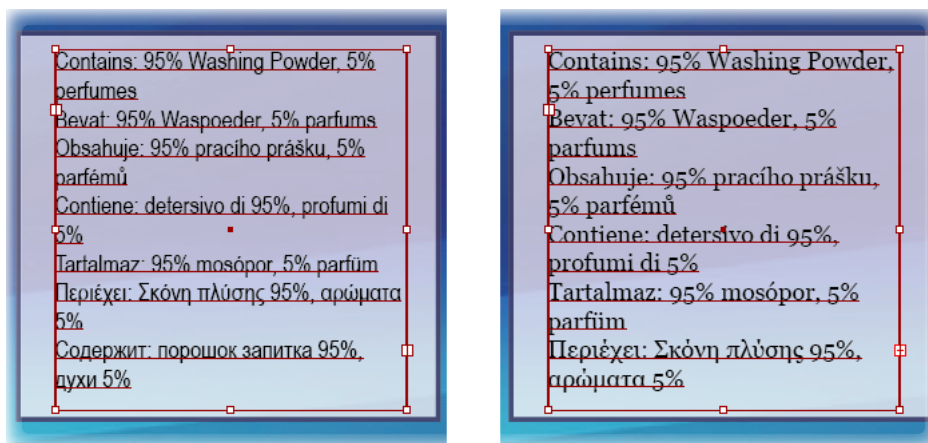 Contains: 95% Washing Powder, 5%
perfumes
Bevat: 95% Waspoeder, 5% parfums
Obsahuje: 95% pracího prášku, 5%
parfémů
Contiene: detersivo di 95%, profumi di
5%
Tartalmaz: 95% mosópor, 5% parfüm
Περιέχει: Σκόνη πλύσης 95%, αρώματα
5%
Содержит: порошок запитка 95%,
духи 5%
Contains: 95% Washing Powder,
5% perfumes
Bevat: 95% Waspoeder, 5%
parfums
Obsahuje: 95% pracího prášku,
5% parfémů
Contiene: detersivo di 95%,
profumi di 5%
Tartalmaz: 95% mosópor, 5%
parfüm
Περιέχει: Σκόνη πλύσης 95%,
αρώματα 5%